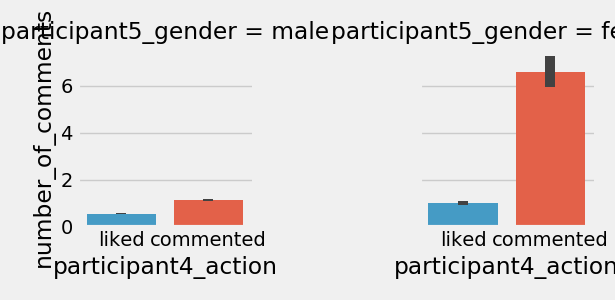 participant5_gender = male
participant5_gender = fe
number_of_comments
6
4
2
0
liked commented
liked commented
participant4_action
participant4_action